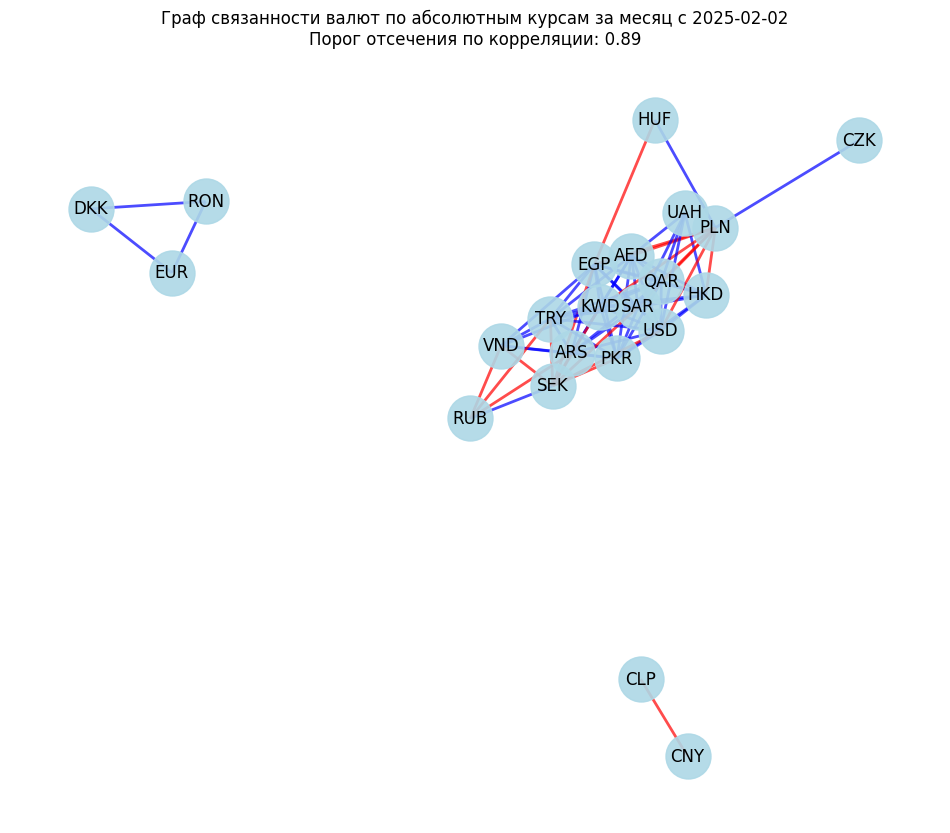 Граф связанности валют по абсолютным курсам за месяц с 2025-02-02
Порог отсечения по корреляции: 0.89
HUF
CZK
DKK
RON
UAH
PLN
EUR
EGP
AED
QAR
HKD
KWD
SAR
TRY
USD
VND
ARS
PKR
SEK
RUB
CLP
CNY